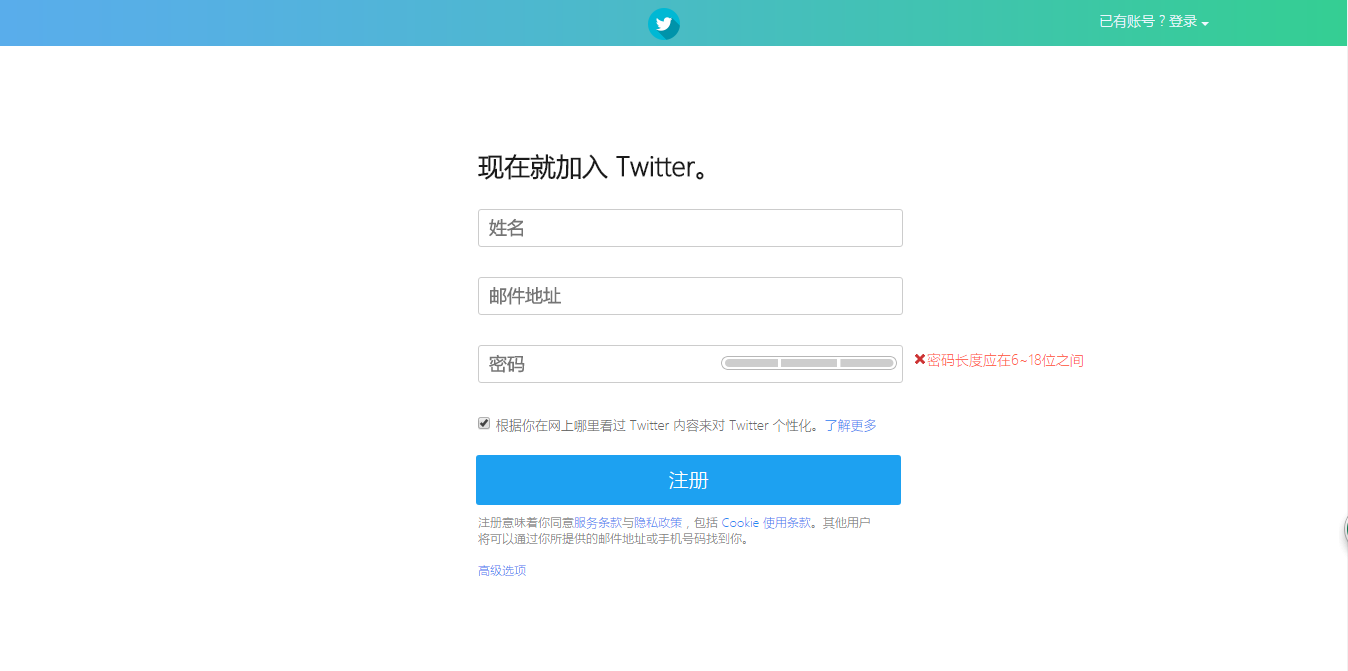 已有账号？登录
现在就加入 Twitter。
姓名
邮件地址
密码
密码长度应在6~18位之间
根据你在网上哪里看过 Twitter 内容来对 Twitter 个性化。了解更多
注册
注册意味着你同意服务条款与隐私政策，包括 Cookie 使用条款。其他用户
将可以通过你所提供的邮件地址或手机号码找到你。
高级选项